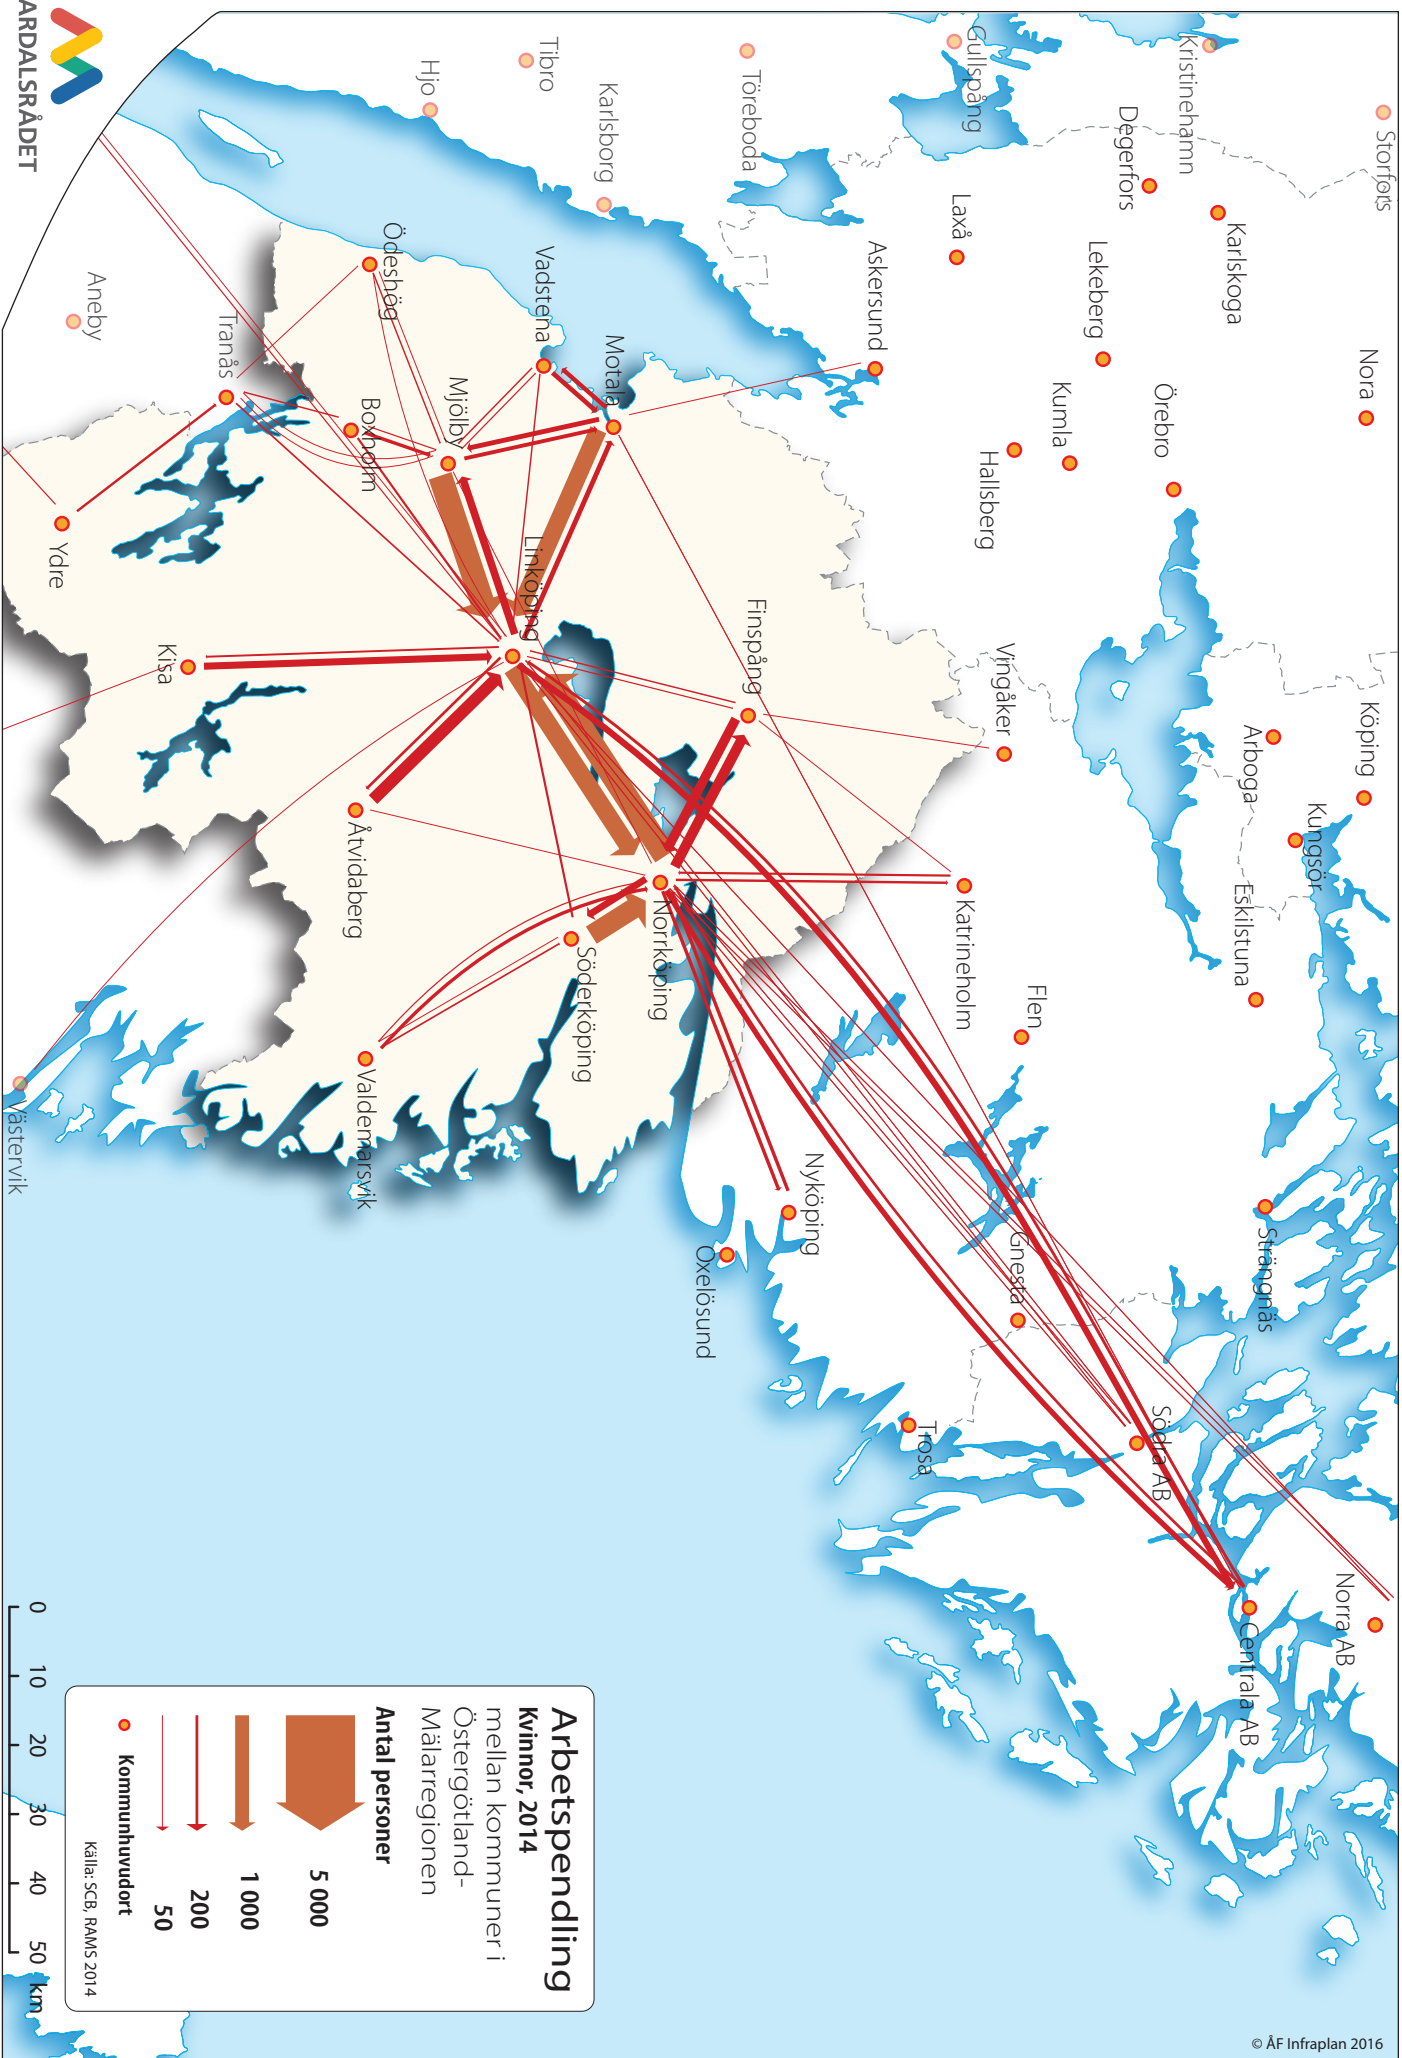 Storfors
Kristinehamn
Gullspång
Töreboda
Tibro
Karlsborg
Hjo
Degerfors
Karlskoga
Laxå
Lekeberg
Askersund
Nora
Örebro
Kumla
Hallsberg
Ödeshög
Vadstena
Motala
Mjölby
Boxholm
Tranås
Aneby
Ydre
Kisa
Linköping
Finspång
Vingåker
Köping
Arboga
Kungsör
Eskilstuna
Katrineholm
Flen
Åtvidaberg
Norrköping
Söderköping
Valdemarsvik
Västervik
Nyköping
Oxelösund
Gnesta
Strängnäs
Trosa
Södra AB
Centrala AB
Norra AB
ARDALSRÅDET
Arbetspendling
Kvinnor, 2014
mellan kommuner i
Östergötland-
Mälarregionen
Antal personer
5 000
1 000
200
50
Kommunhuvudort
Källa: SCB, RAMS 2014
0 10 20 30 40 50 km
© ÅF Infraplan 2016